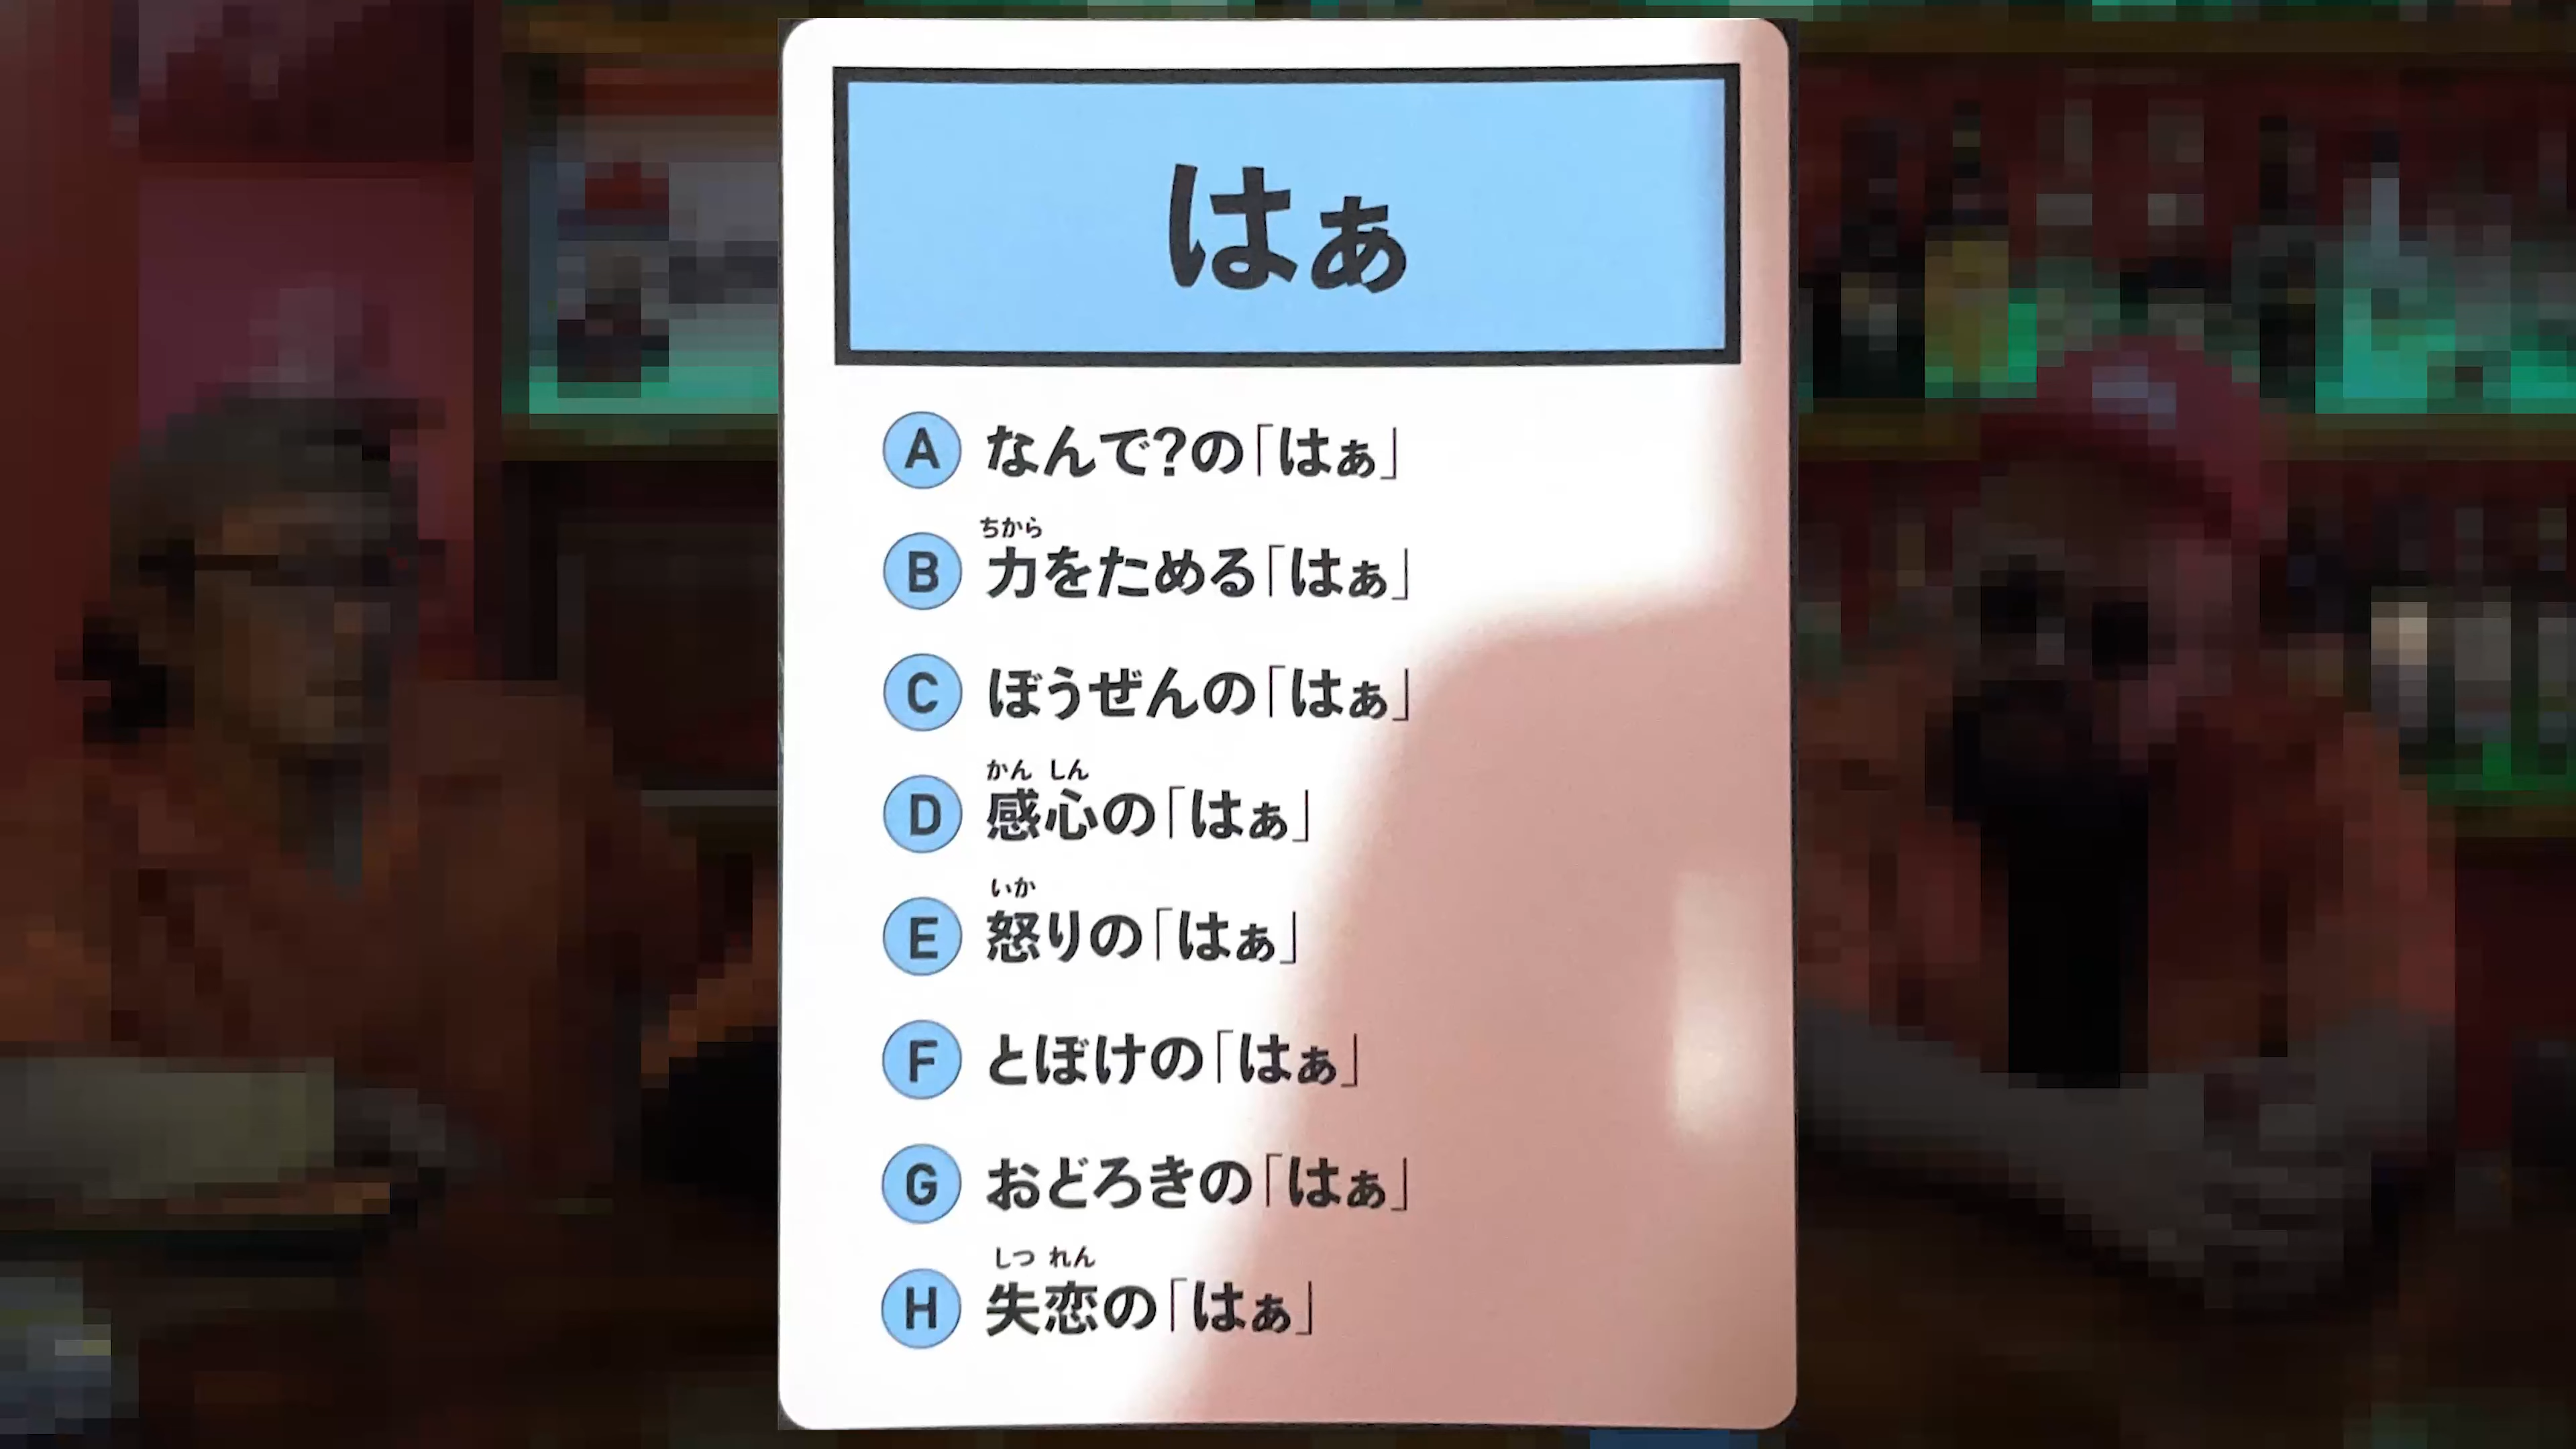 はぁ
A なんで?の「はぁ」
B 力をためる「はぁ」
ちから
C ぼうぜんの「はぁ」
D 感心の「はぁ」
かんしん
E 怒りの「はぁ」
いか
F とぼけの「はぁ」
G おどろきの「はぁ」
H 失恋の「はぁ」
しつれん